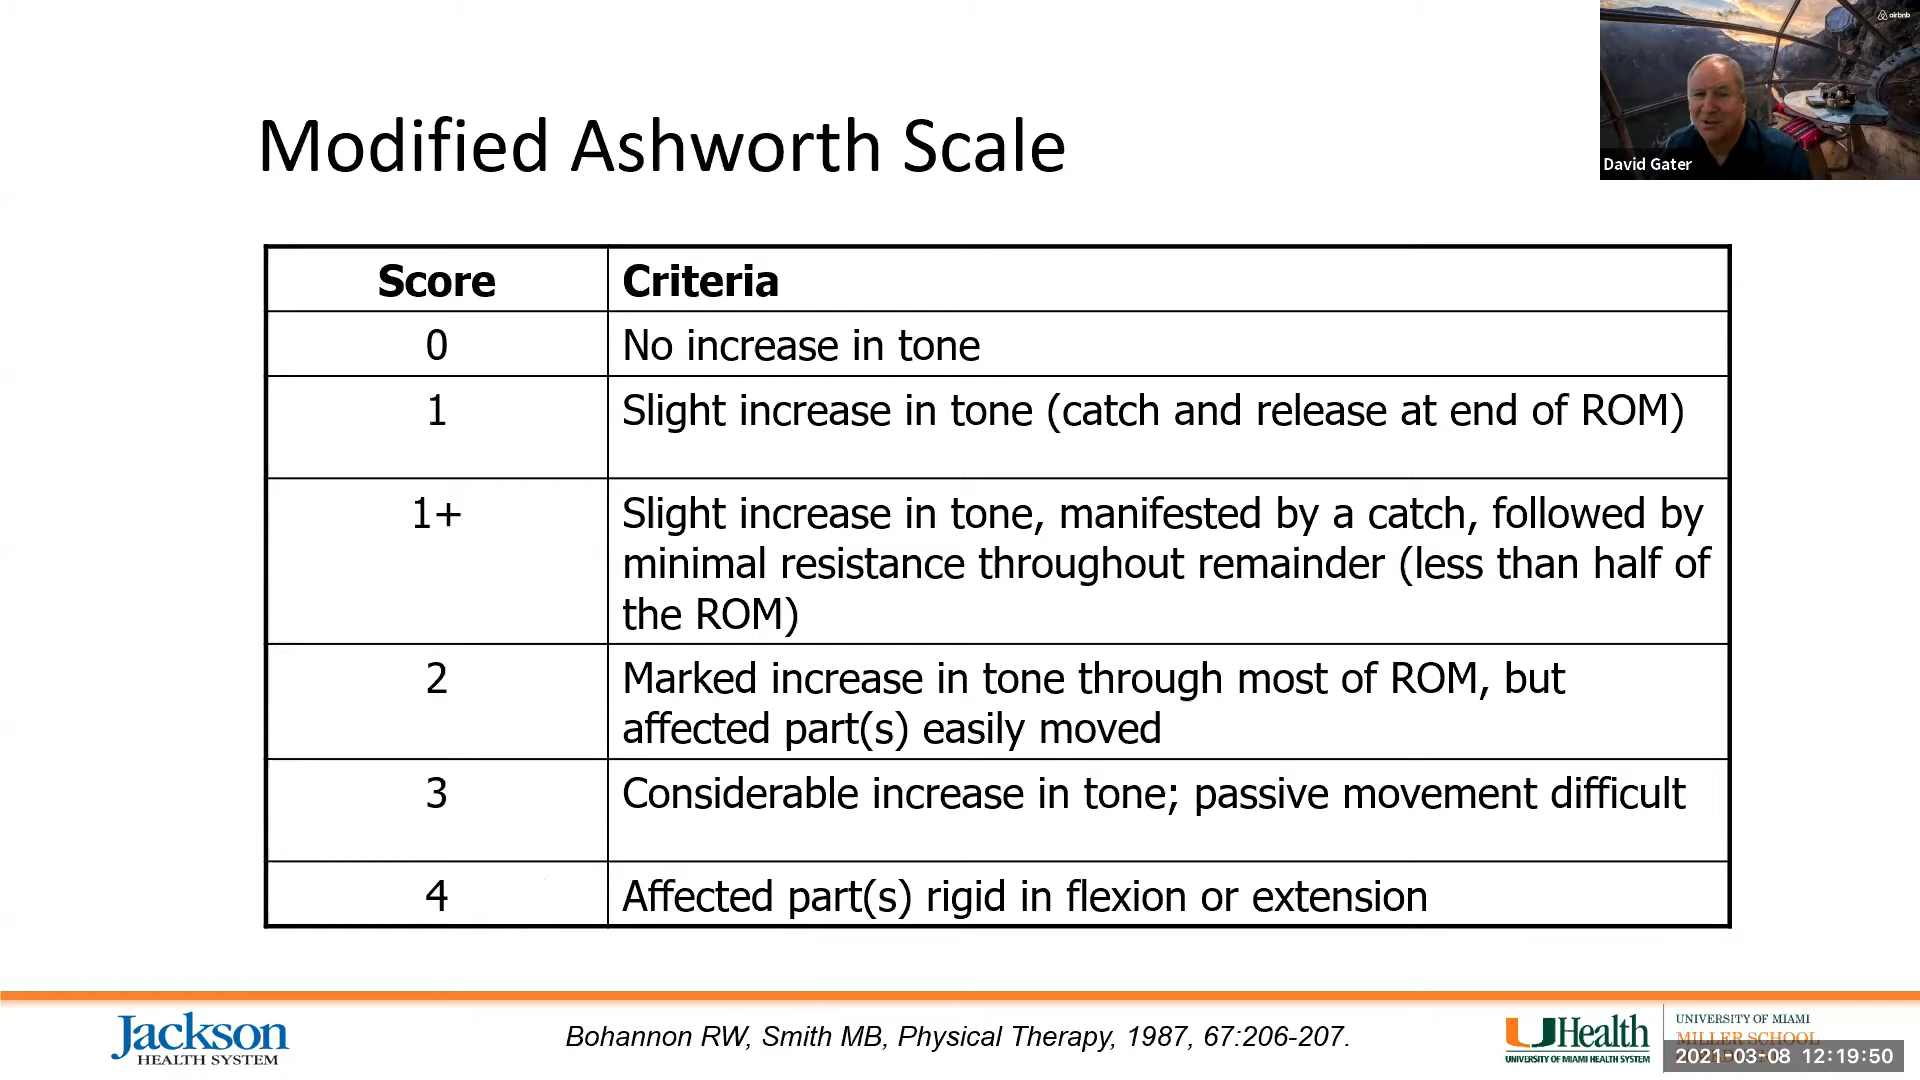 airbnb
David Gater
Modified Ashworth Scale
Score Criteria
0 No increase in tone
1 Slight increase in tone (catch and release at end of ROM)
1+ Slight increase in tone, manifested by a catch, followed by
minimal resistance throughout remainder (less than half of
the ROM)
2 Marked increase in tone through most of ROM, but
affected part(s) easily moved
3 Considerable increase in tone; passive movement difficult
4 Affected part(s) rigid in flexion or extension
Jackson
HEALTH SYSTEM
Bohannon RW, Smith MB, Physical Therapy, 1987, 67:206-207.
UHealth
UNIVERSITY OF MIAMI HEALTH SYSTEM
UNIVERSITY OF MIAMI
MILLER SCHOOL
2021-03-08 12:19:50